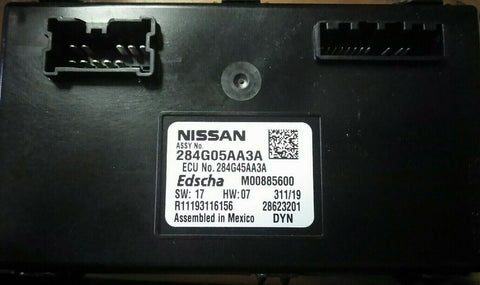 NISSAN
ASSY No.
284G05AA3A
ECU No. 284G45AA3A
Edscha M00885600
SW: 17 HW: 07 311/19
R11193116156 28623201
Assembled in Mexico DYN